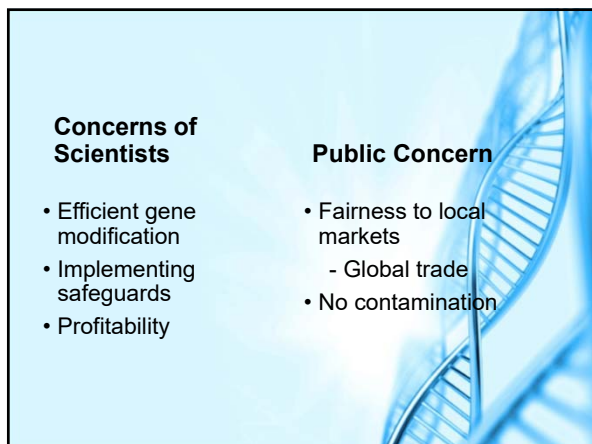 Concerns of
Scientists
• Efficient gene
modification
• Implementing
safeguards
• Profitability
Public Concern
• Fairness to local
markets
- Global trade
• No contamination